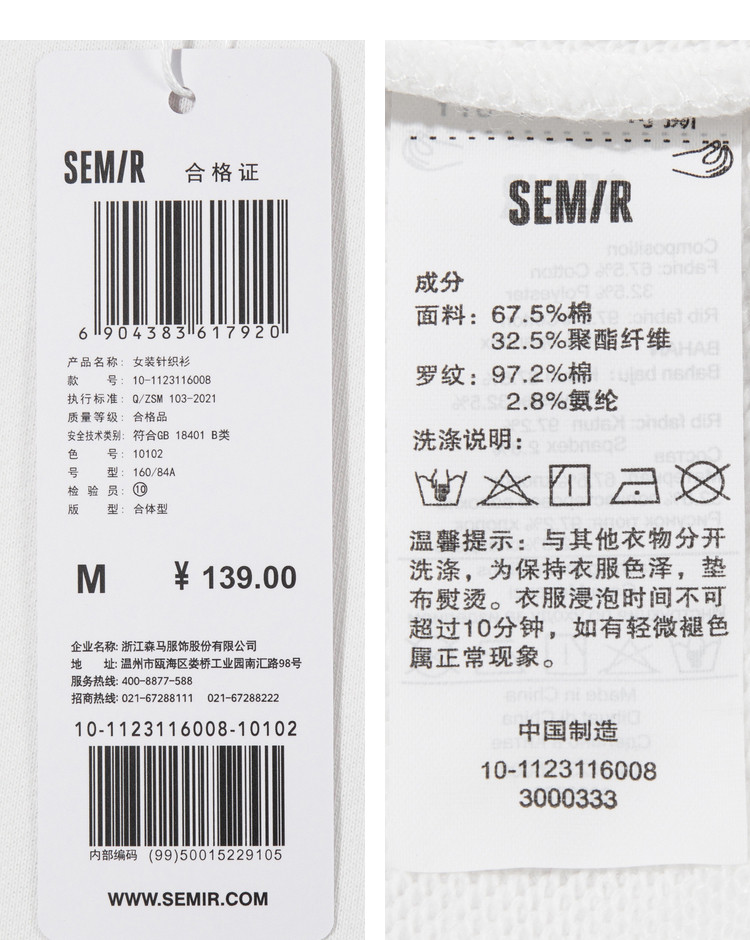 SEMIR 合格证
6 904383 617920
产品名称: 女装针织衫
款 号: 10-1123116008
执行标准: Q/ZSM 103-2021
质量等级: 合格品
安全技术类别: 符合GB 18401 B类
色 号: 10102
号 型: 160/84A
检 验 员: ⑩
版 型: 合体型
M ¥ 139.00
企业名称: 浙江森马服饰股份有限公司
地 址: 温州市瓯海区娄桥工业园南汇路98号
服务热线: 400-8877-588
招商热线: 021-67288111 021-67288222
10-1123116008-10102
内部编码 (99)50015229105
WWW.SEMIR.COM
SEMIR
成分
面料: 67.5%棉
32.5%聚酯纤维
罗纹: 97.2%棉
2.8%氨纶
洗涤说明:
温馨提示: 与其他衣物分开
洗涤，为保持衣服色泽，垫
布熨烫。衣服浸泡时间不可
超过10分钟，如有轻微褪色
属正常现象。
中国制造
10-1123116008
3000333